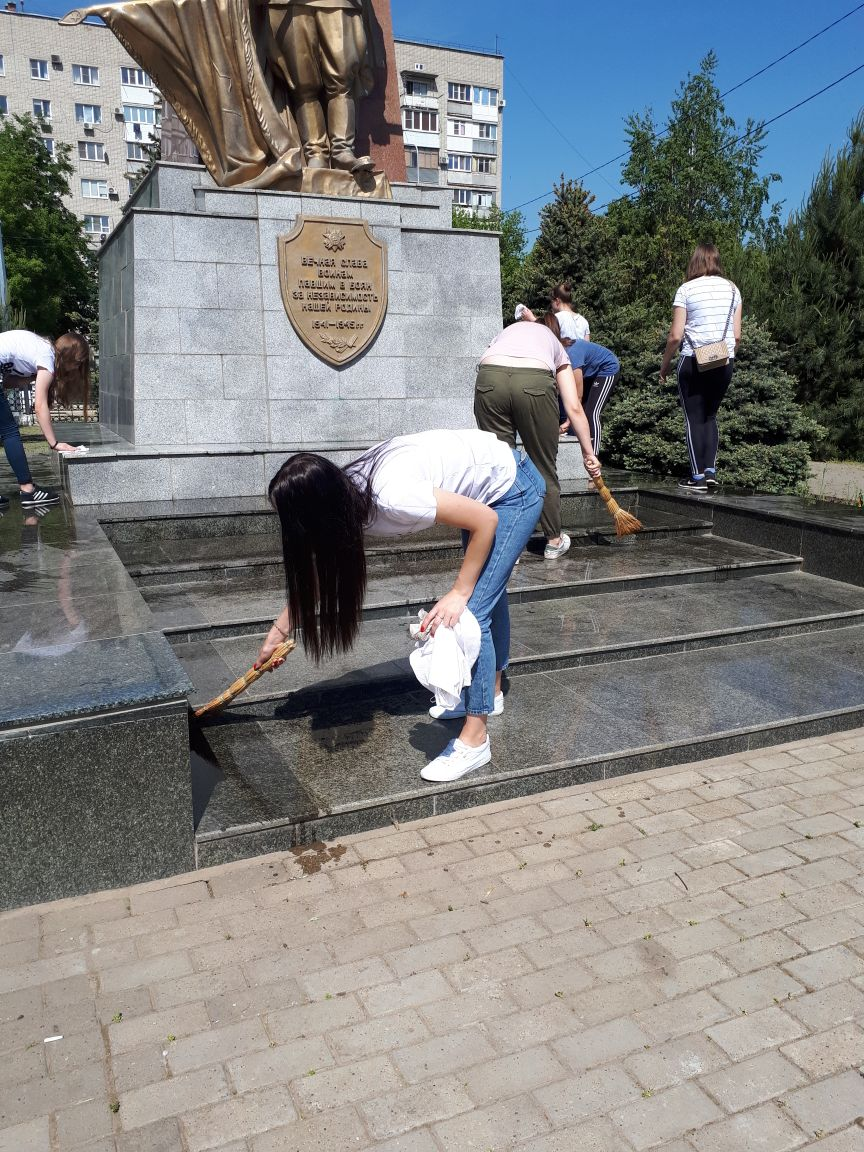 ВЕЧНАЯ СЛАВА
ВОИНАМ
ПАВШИМ В БОЯХ
ЗА НЕЗАВИСИМОСТЬ
НАШЕЙ РОДИНЫ
1941-1945 гг